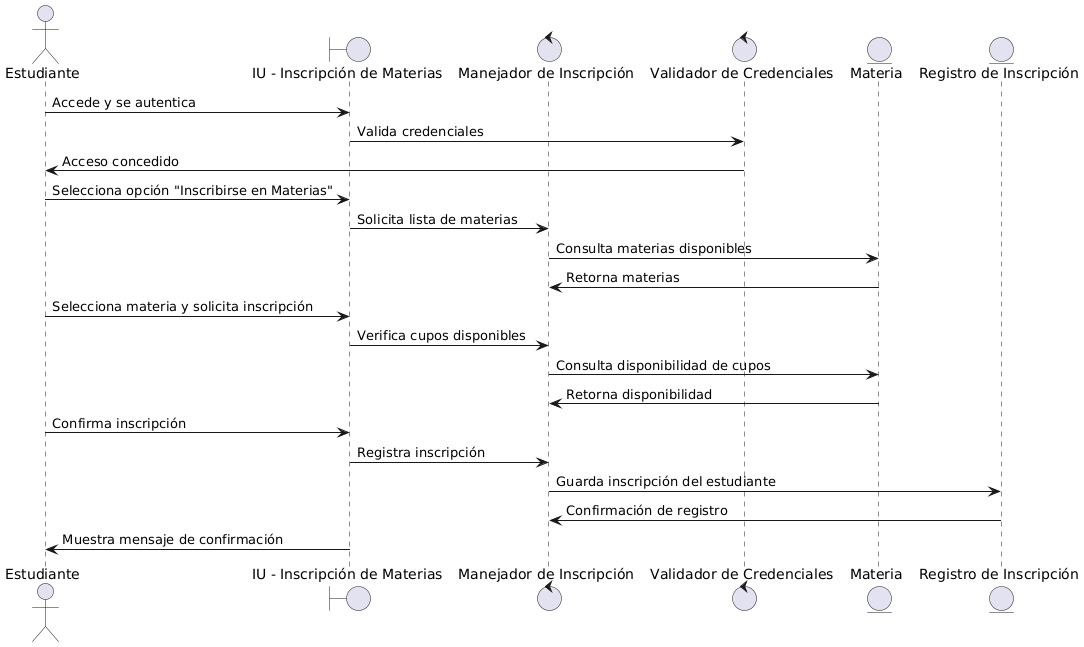 Estudiante
IU - Inscripción de Materias
Manejador de Inscripción
Validador de Credenciales
Materia
Registro de Inscripción
Accede y se autentica
Valida credenciales
Acceso concedido
Selecciona opción "Inscribirse en Materias"
Solicita lista de materias
Consulta materias disponibles
Retorna materias
Selecciona materia y solicita inscripción
Verifica cupos disponibles
Consulta disponibilidad de cupos
Retorna disponibilidad
Confirma inscripción
Registra inscripción
Guarda inscripción del estudiante
Confirmación de registro
Muestra mensaje de confirmación
Estudiante
IU - Inscripción de Materias
Manejador de Inscripción
Validador de Credenciales
Materia
Registro de Inscripción